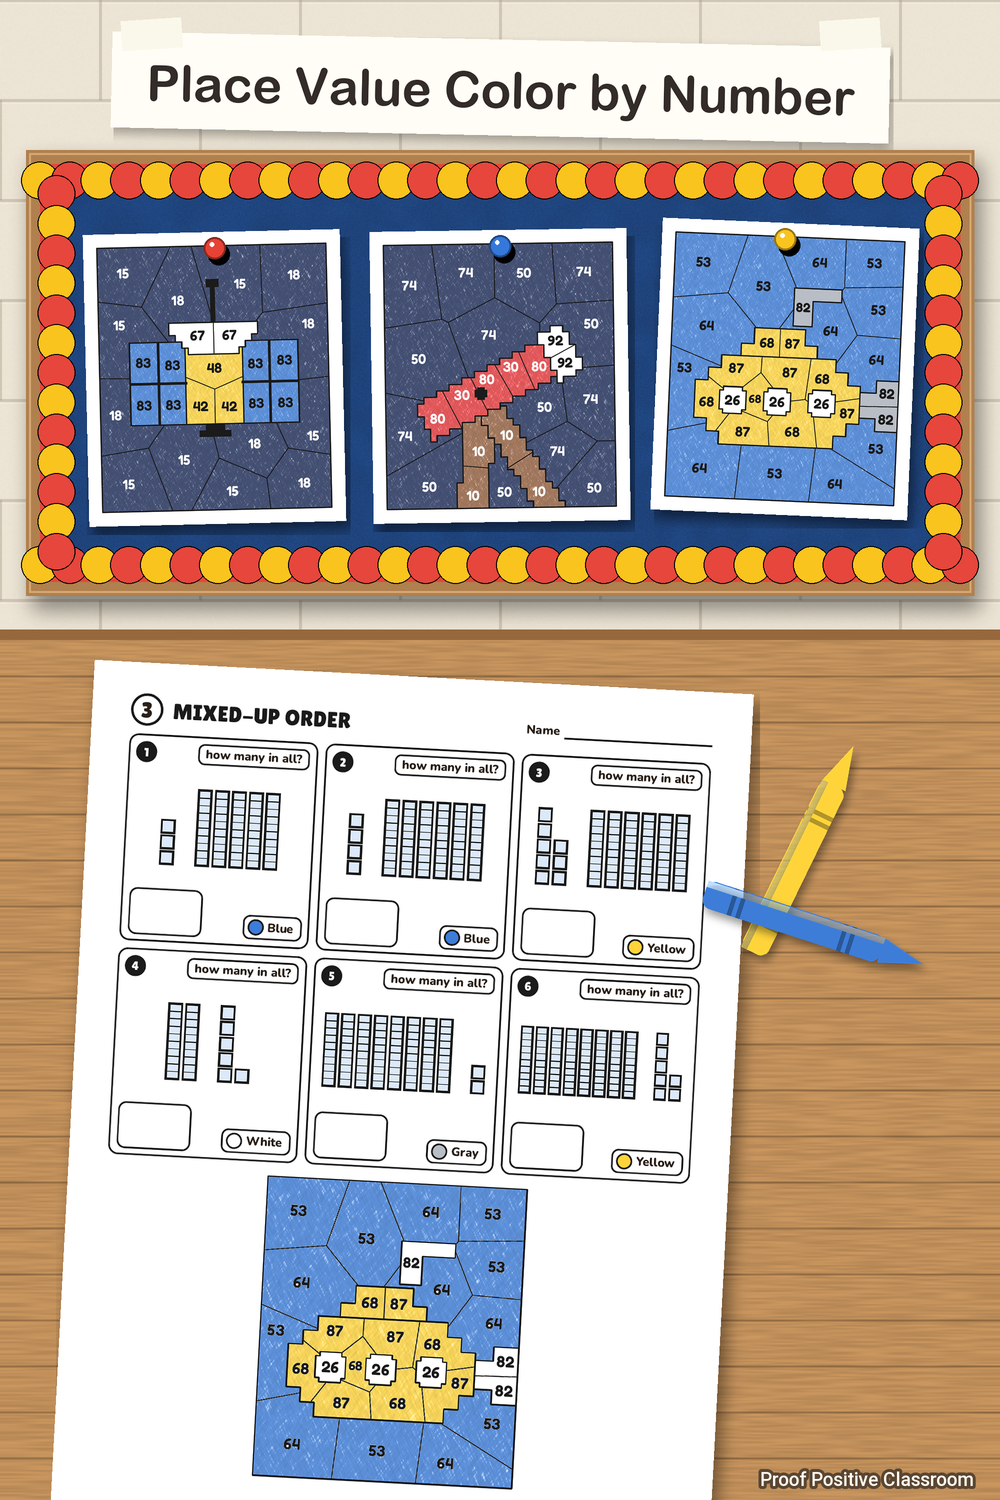 Place Value Color by Number
15 15 18
18
15 67 67 18
83 83 48 83 83
83 83 42 42 83 83
18 18 15
15
15 15 18
74 74 50 74
74 50
50 92
80 30 80 92
30 80
80 50 74
74 10 10 74
50 10 50 10 50
53 64 53
53
82 53
64 64
68 87 64
53 87 87 68
68 26 68 26 26 87 82
82
87 68 53
64 53 64
3 MIXED-UP ORDER
Name
1 how many in all?
Blue
2 how many in all?
Blue
3 how many in all?
Yellow
4 how many in all?
White
5 how many in all?
Gray
6 how many in all?
Yellow
53 64 53
53
82 53
64 64
68 87 64
53 87 87 68
68 26 68 26 26 87 82
82
87 68 53
64 53 64
Proof Positive Classroom